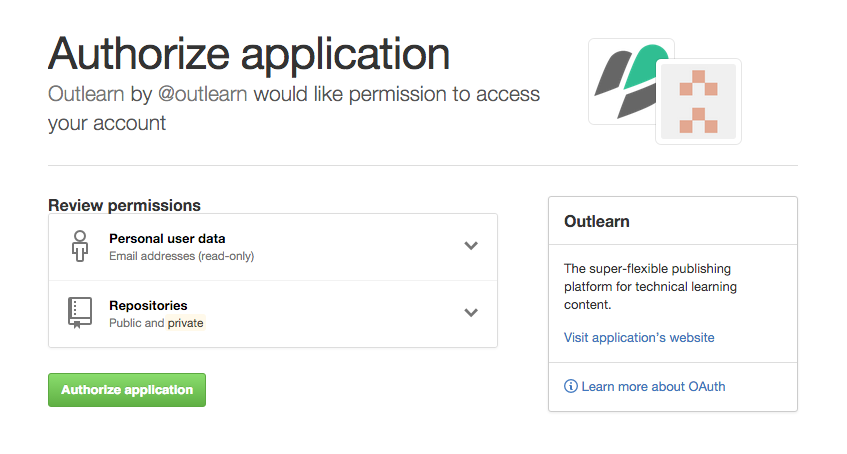 Authorize application
Outlearn by @outlearn would like permission to access
your account
Review permissions
Personal user data
Email addresses (read-only)
Repositories
Public and private
Authorize application
Outlearn
The super-flexible publishing
platform for technical learning
content.
Visit application's website
Learn more about OAuth